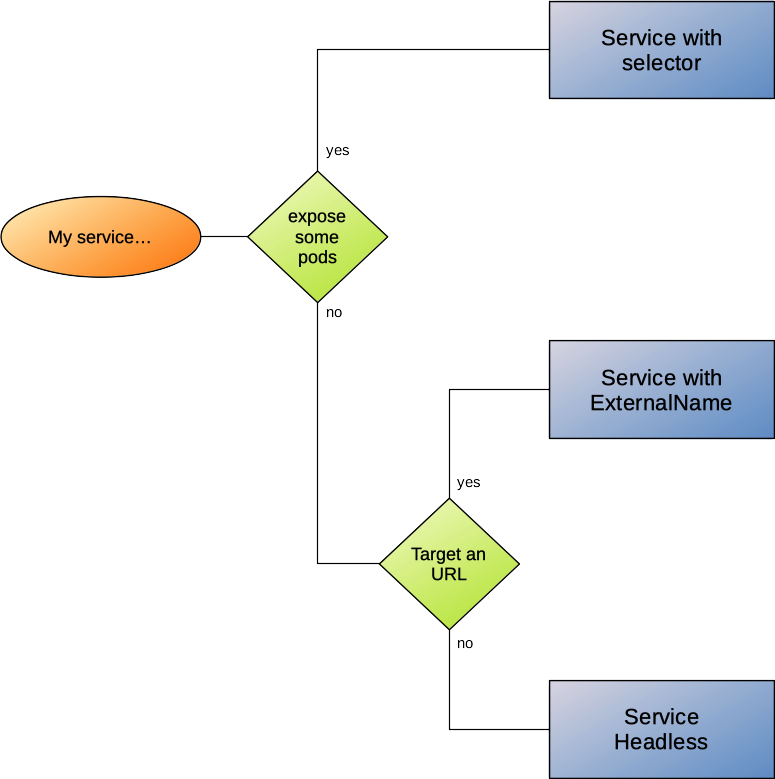 Service with
selector
yes
My service...
expose
some
pods
no
Service with
ExternalName
yes
Target an
URL
no
Service
Headless